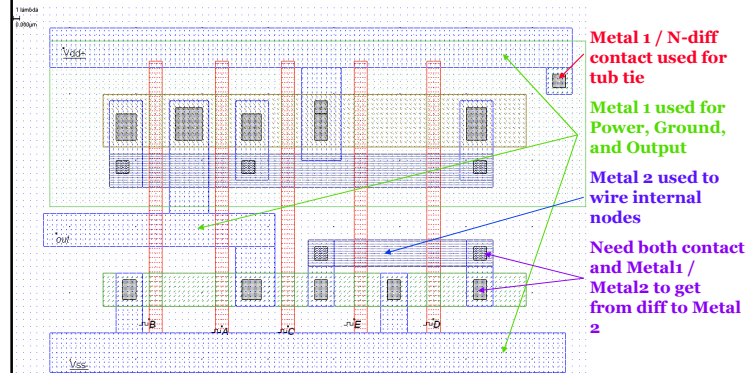 1 lambda
0.060µm
Vdd+
Metal 1 / N-diff
contact used for
tub tie
Metal 1 used for
Power, Ground,
and Output
Metal 2 used to
wire internal
nodes
out
Need both contact
and Metal1 /
Metal2 to get
from diff to Metal
2
B
A
C
E
D
Vss-